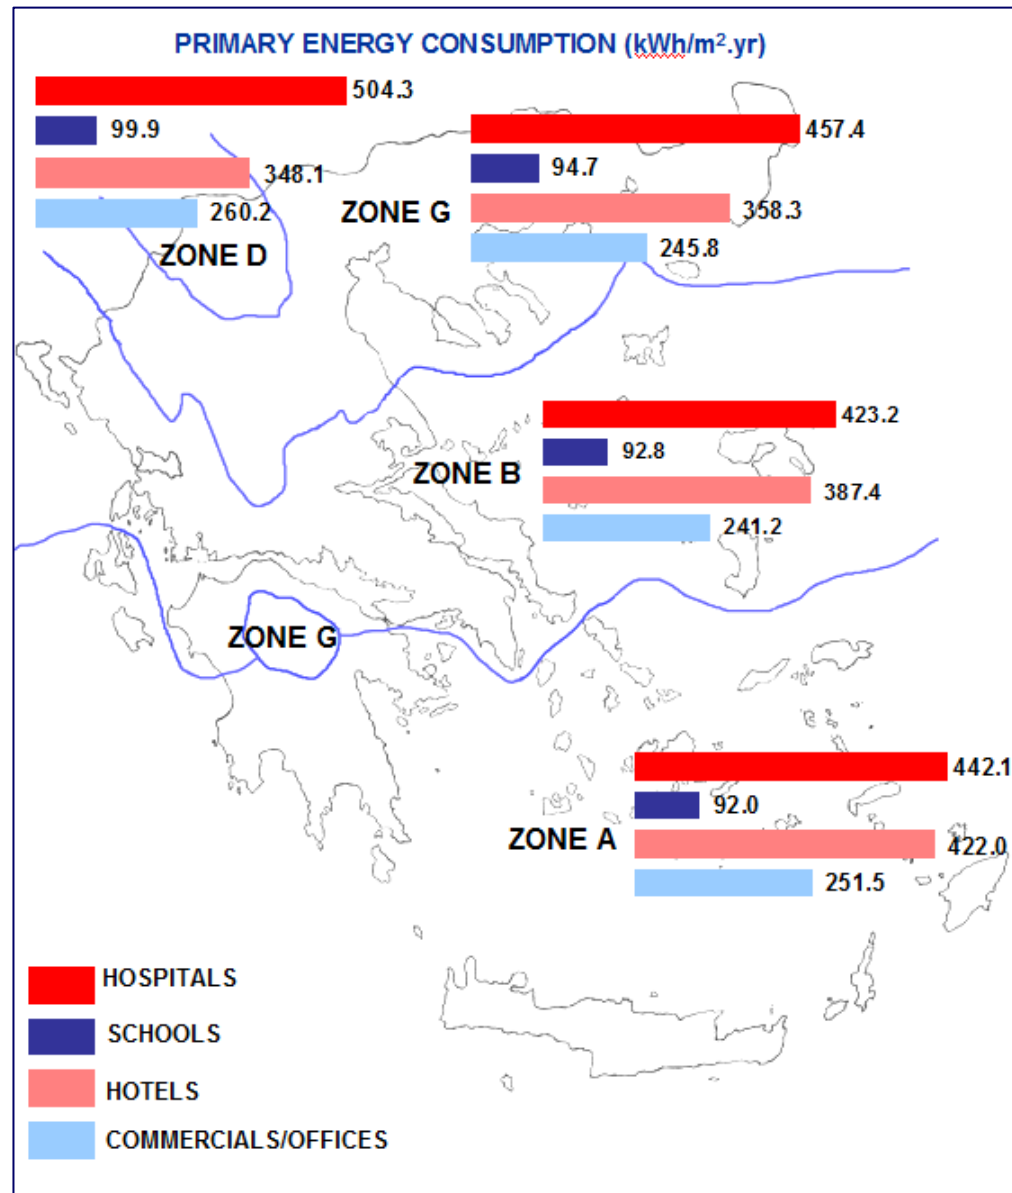 PRIMARY ENERGY CONSUMPTION (kWh/m².yr)
504.3
99.9
348.1
260.2
ZONE D
457.4
94.7
358.3
245.8
ZONE G
423.2
92.8
387.4
241.2
ZONE B
ZONE G
442.1
92.0
422.0
251.5
ZONE A
HOSPITALS
SCHOOLS
HOTELS
COMMERCIALS/OFFICES